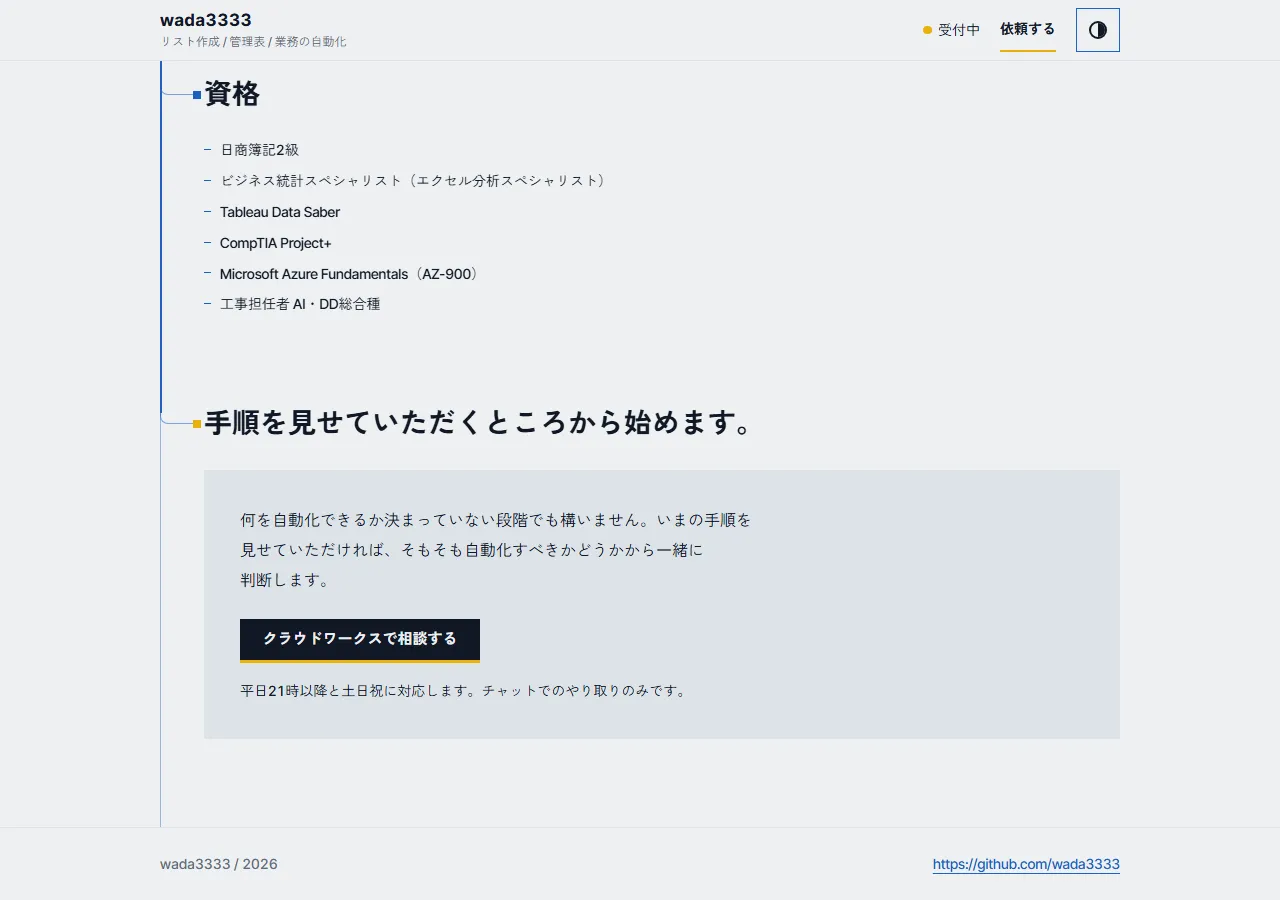 wada3333
リスト作成 / 管理表 / 業務の自動化
受付中
依頼する
資格
日商簿記2級
ビジネス統計スペシャリスト（エクセル分析スペシャリスト）
Tableau Data Saber
CompTIA Project+
Microsoft Azure Fundamentals（AZ-900）
工事担任者 AI・DD総合種
手順を見せていただくところから始めます。
何を自動化できるか決まっていない段階でも構いません。いまの手順を
見せていただければ、そもそも自動化すべきかどうかから一緒に
判断します。
クラウドワークスで相談する
平日21時以降と土日祝に対応します。チャットでのやり取りのみです。
wada3333 / 2026
https://github.com/wada3333